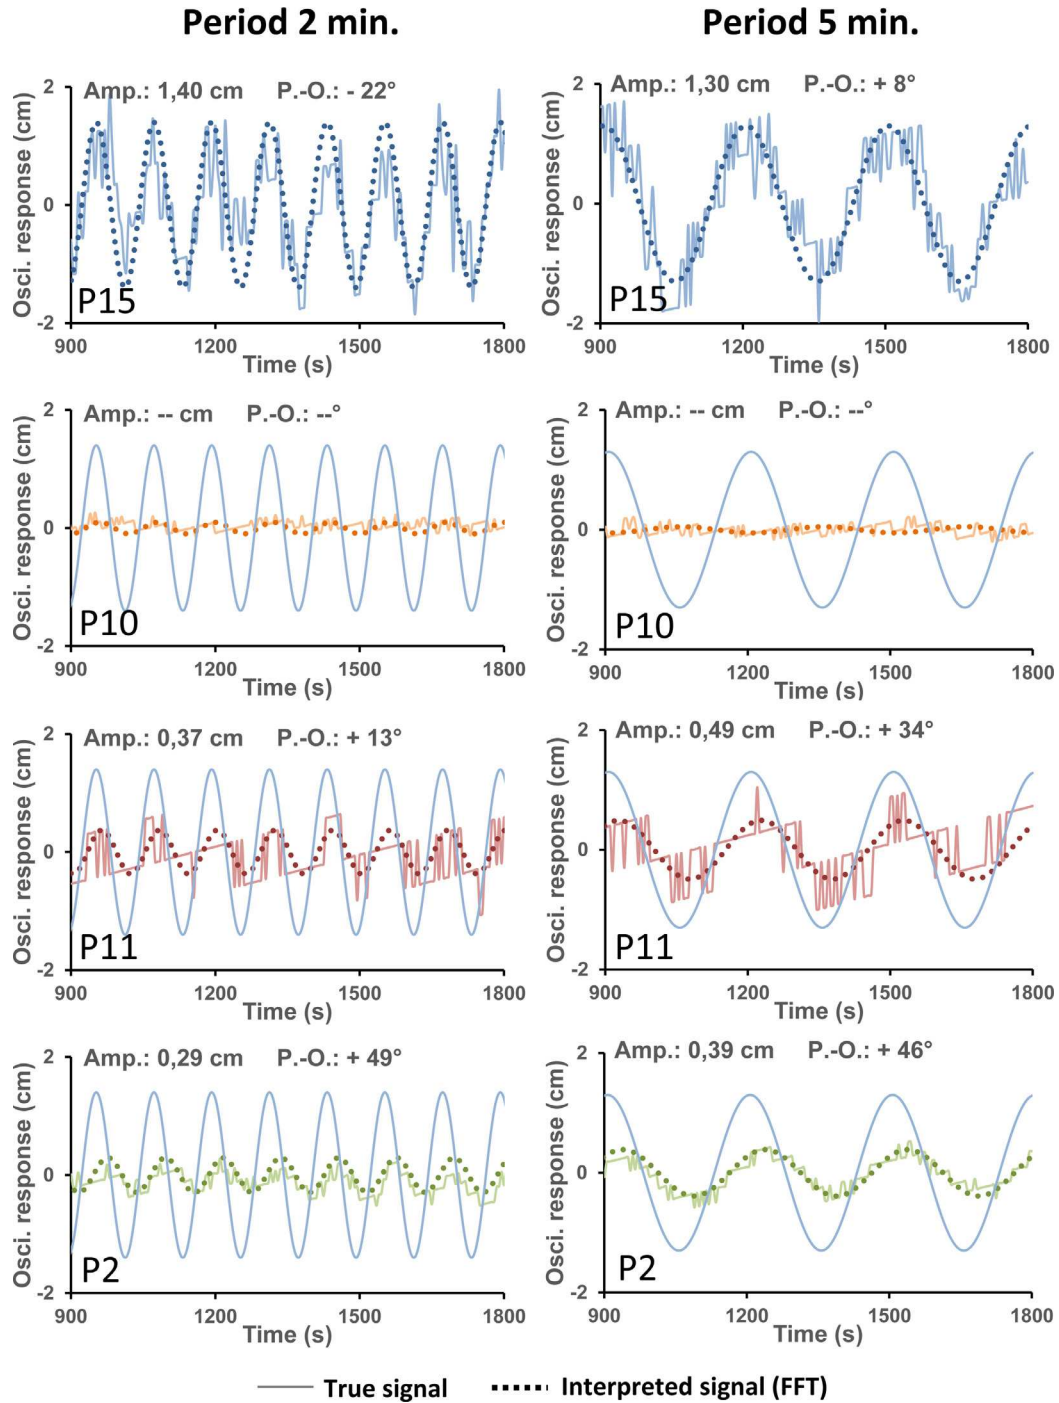 Period 2 min.
Period 5 min.
Osci. response (cm)
2
0
-2
Amp.: 1,40 cm P.-O.: - 22°
P15
900 1200 1500 1800
Time (s)
Osci. response (cm)
2
0
-2
Amp.: 1,30 cm P.-O.: + 8°
P15
900 1200 1500 1800
Time (s)
Osci. response (cm)
2
0
-2
Amp.: -- cm P.-O.: --°
P10
900 1200 1500 1800
Time (s)
Osci. response (cm)
2
0
-2
Amp.: -- cm P.-O.: --°
P10
900 1200 1500 1800
Time (s)
Osci. response (cm)
2
0
-2
Amp.: 0,37 cm P.-O.: + 13°
P11
900 1200 1500 1800
Time (s)
Osci. response (cm)
2
0
-2
Amp.: 0,49 cm P.-O.: + 34°
P11
900 1200 1500 1800
Time (s)
Osci. response (cm)
2
0
-2
Amp.: 0,29 cm P.-O.: + 49°
P2
900 1200 1500 1800
Time (s)
Osci. response (cm)
2
0
-2
Amp.: 0,39 cm P.-O.: + 46°
P2
900 1200 1500 1800
Time (s)
True signal
Interpreted signal (FFT)